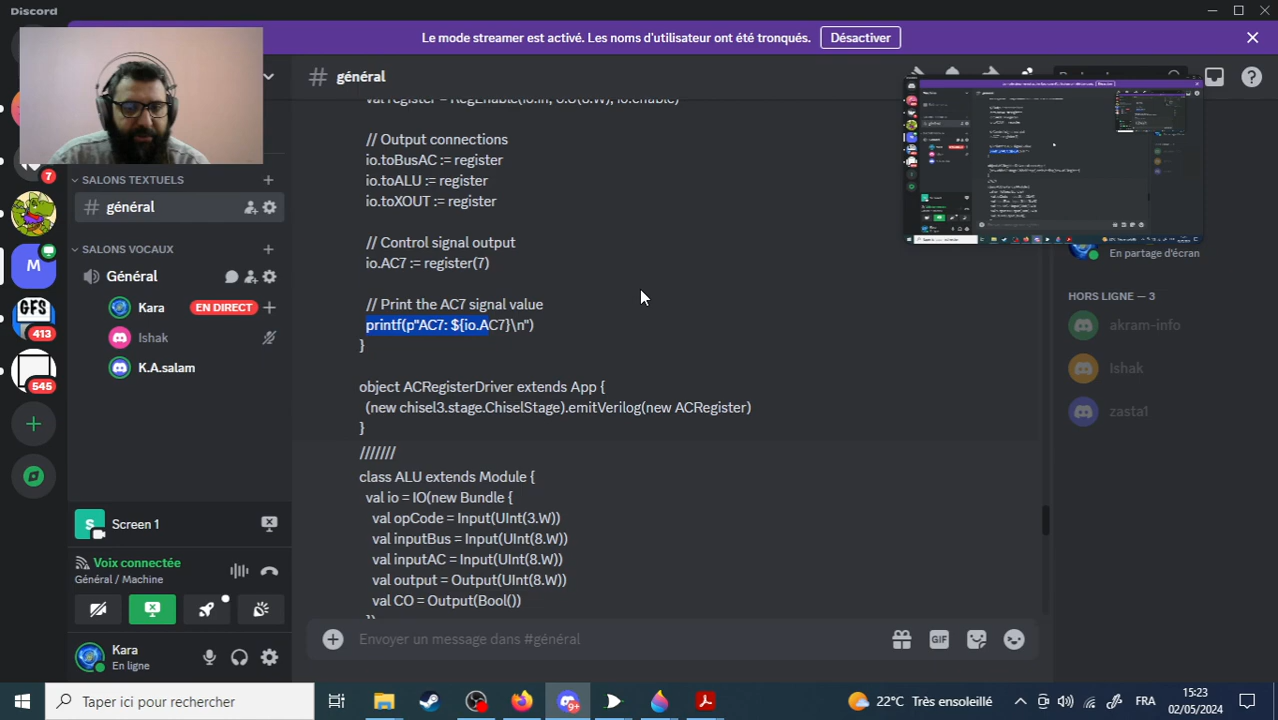 Discord
Le mode streamer est activé. Les noms d'utilisateur ont été tronqués.
Désactiver
# général
SALONS TEXTUELS
# général
SALONS VOCAUX
Général
Kara
EN DIRECT
Ishak
K.A.salam
7
M
GFS
413
545
Screen 1
Voix connectée
Général / Machine
Kara
En ligne
// Output connections
io.toBusAC := register
io.toALU := register
io.toXOUT := register
// Control signal output
io.AC7 := register(7)
// Print the AC7 signal value
printf(p"AC7: ${io.AC7}\n")
}
object ACRegisterDriver extends App {
(new chisel3.stage.ChiselStage).emitVerilog(new ACRegister)
}
///////
class ALU extends Module {
val io = IO(new Bundle {
val opCode = Input(UInt(3.W))
val inputBus = Input(UInt(8.W))
val inputAC = Input(UInt(8.W))
val output = Output(UInt(8.W))
val CO = Output(Bool())
Envoyer un message dans #général
GIF
En partage d'écran
HORS LIGNE — 3
akram-info
Ishak
zasta1
Taper ici pour rechercher
9+
22°C Très ensoleillé
FRA
15:23
02/05/2024